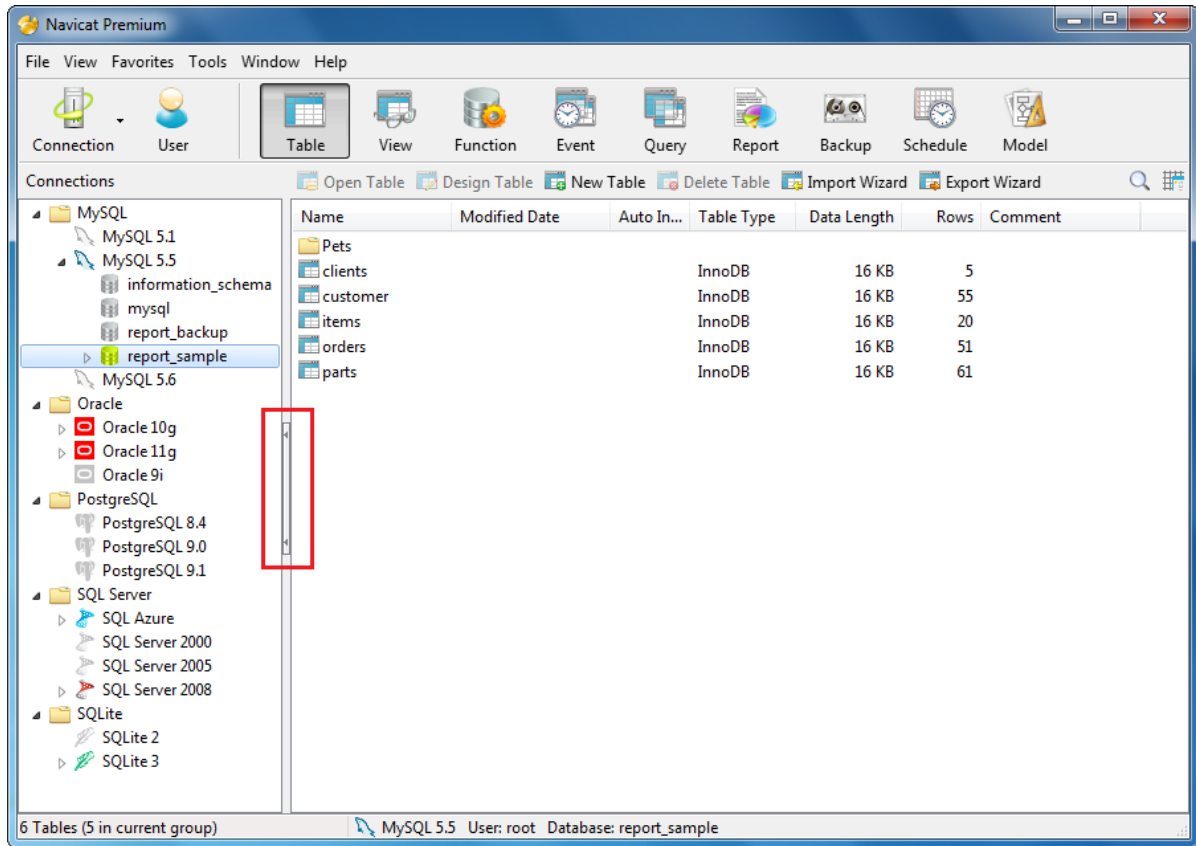 Navicat Premium
File View Favorites Tools Window Help
Connection User Table View Function Event Query Report Backup Schedule Model
Connections
Open Table Design Table New Table Delete Table Import Wizard Export Wizard
MySQL
MySQL 5.1
MySQL 5.5
information_schema
mysql
report_backup
report_sample
MySQL 5.6
Oracle
Oracle 10g
Oracle 11g
Oracle 9i
PostgreSQL
PostgreSQL 8.4
PostgreSQL 9.0
PostgreSQL 9.1
SQL Server
SQL Azure
SQL Server 2000
SQL Server 2005
SQL Server 2008
SQLite
SQLite 2
SQLite 3
Name Modified Date Auto In... Table Type Data Length Rows Comment
Pets
clients InnoDB 16 KB 5
customer InnoDB 16 KB 55
items InnoDB 16 KB 20
orders InnoDB 16 KB 51
parts InnoDB 16 KB 61
6 Tables (5 in current group) MySQL 5.5 User: root Database: report_sample